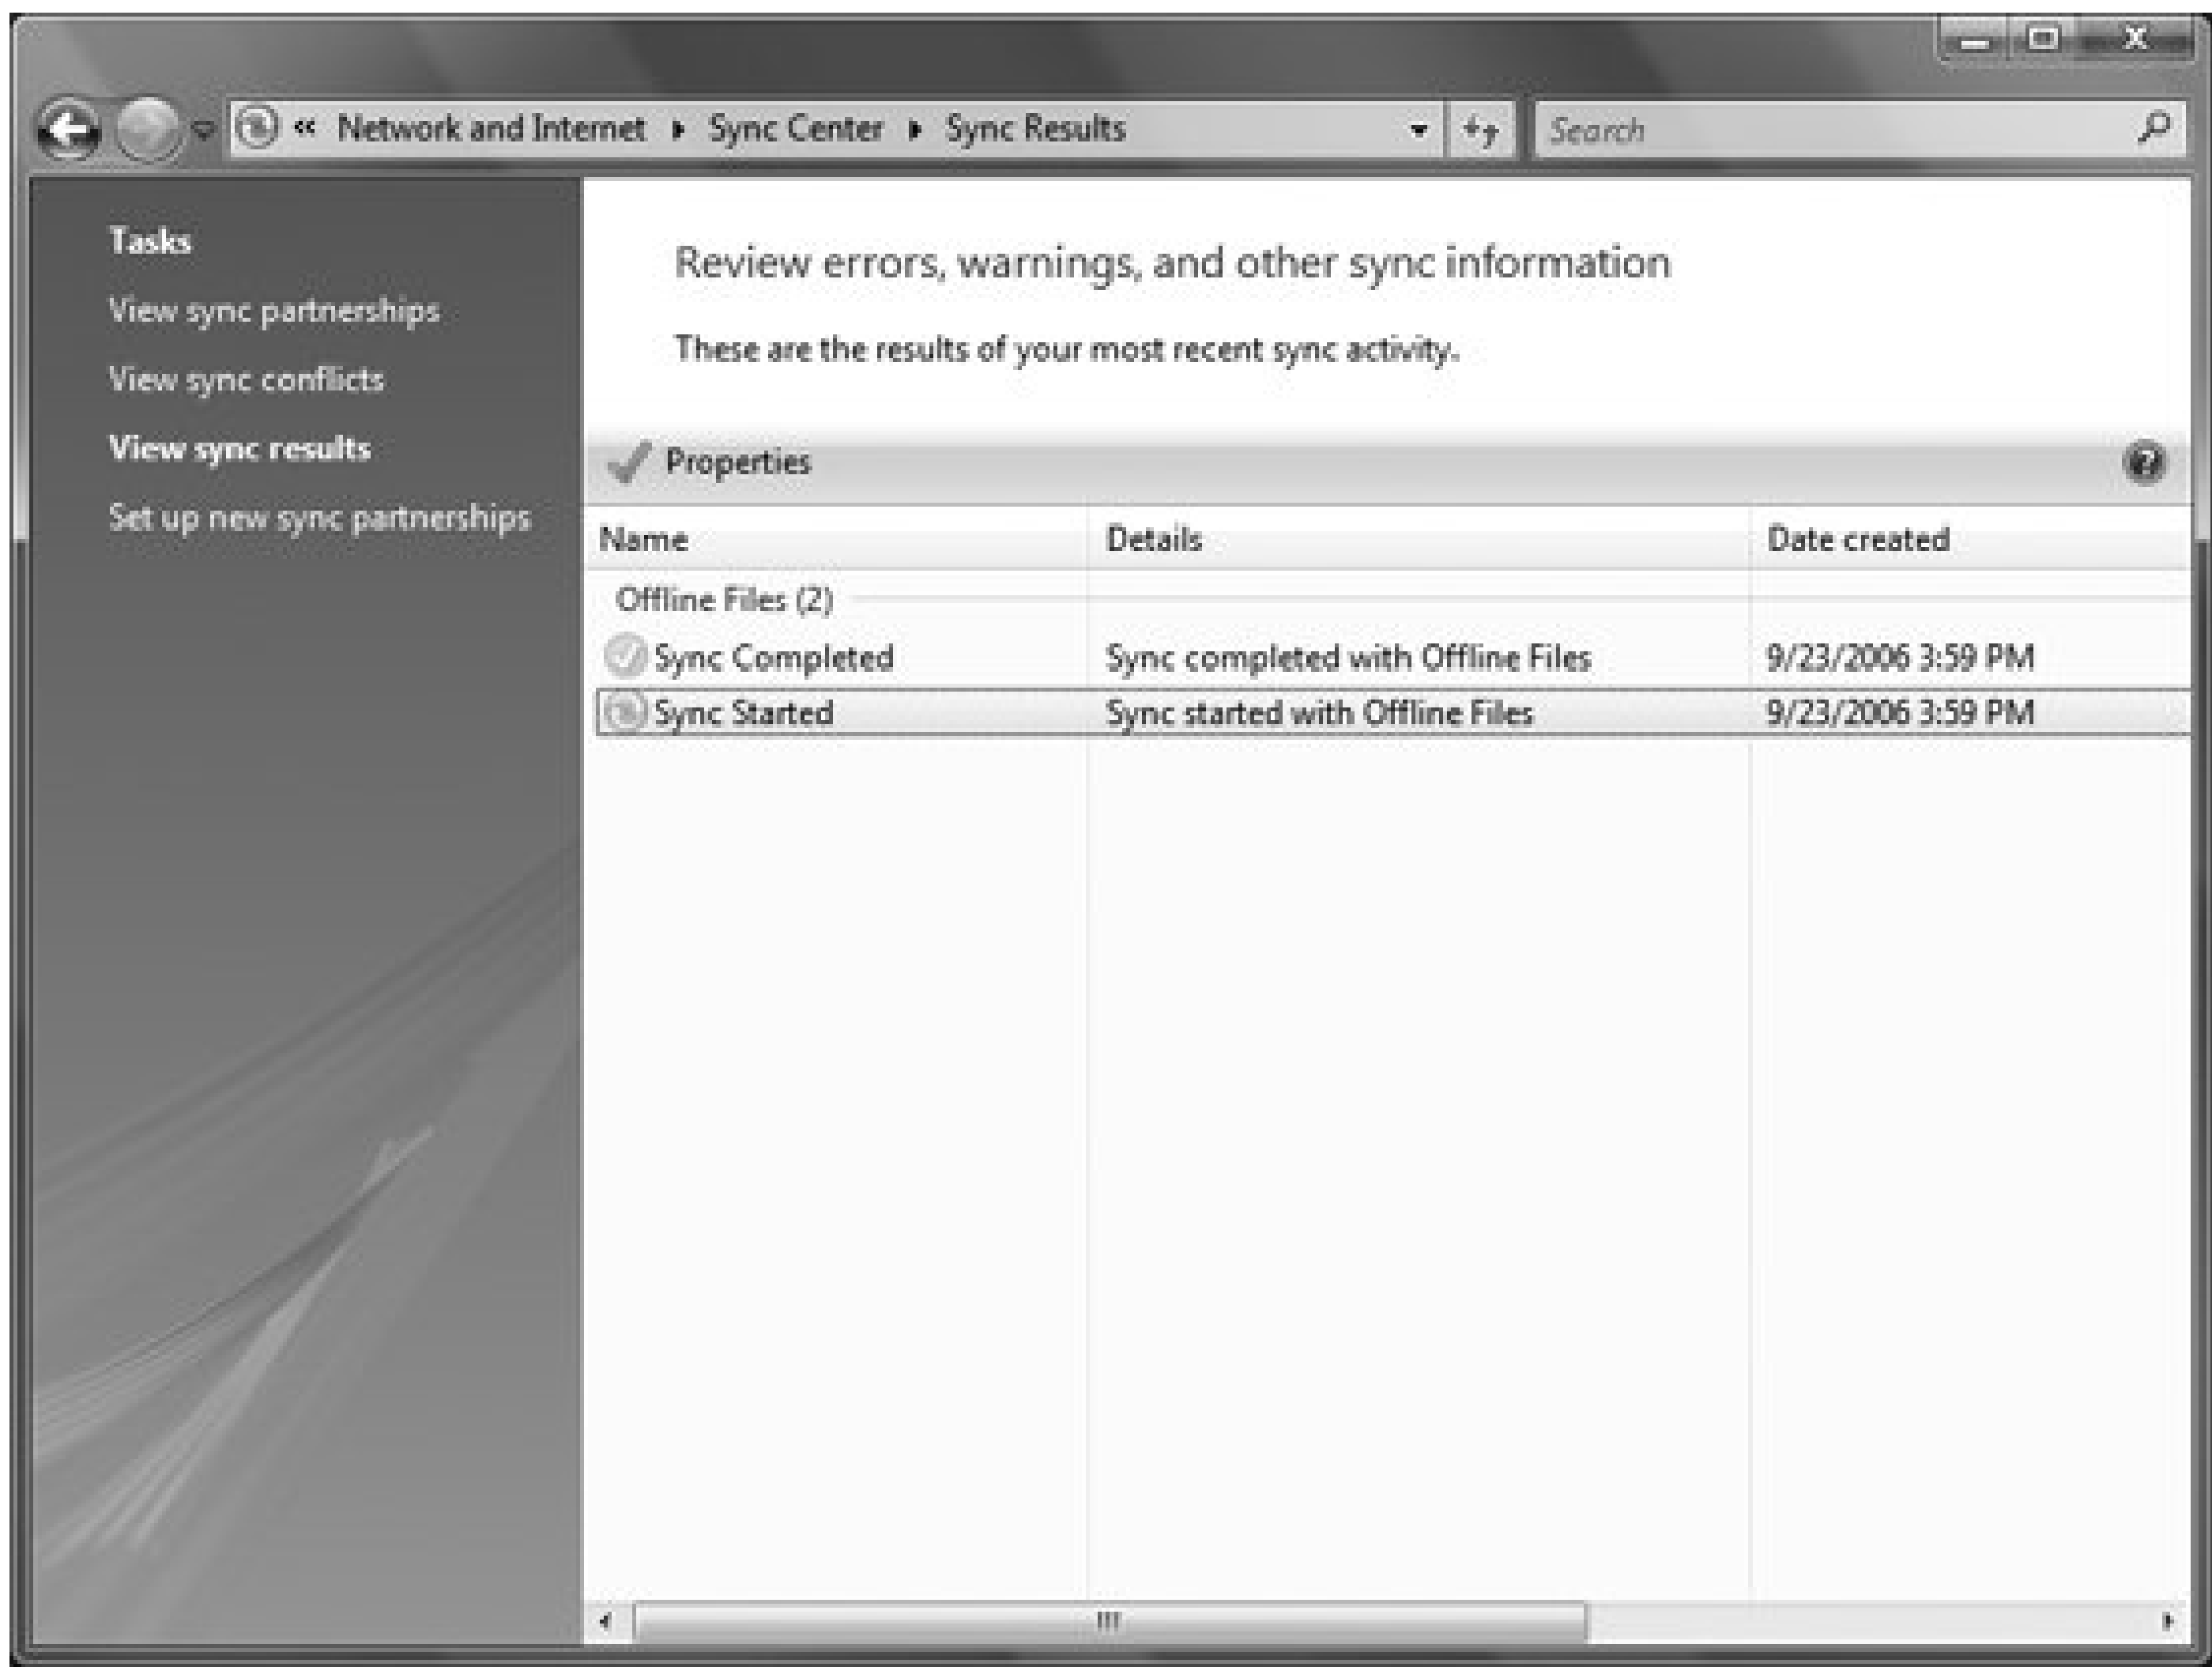 « Network and Internet ▸ Sync Center ▸ Sync Results
Search
Tasks
View sync partnerships
View sync conflicts
View sync results
Set up new sync partnerships
Review errors, warnings, and other sync information
These are the results of your most recent sync activity.
Properties
Name Details Date created
Offline Files (2)
Sync Completed Sync completed with Offline Files 9/23/2006 3:59 PM
Sync Started Sync started with Offline Files 9/23/2006 3:59 PM